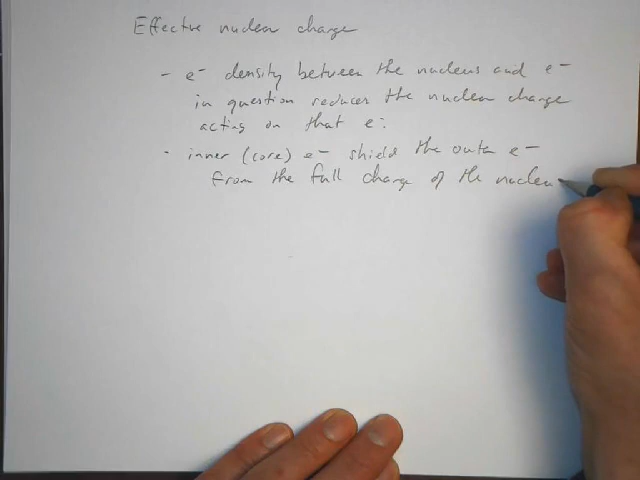 Effective nuclear charge
- e⁻ density between the nucleus and e⁻
in question reduces the nuclear charge
acting on that e⁻.
- inner (core) e⁻ shield the outer e⁻
from the full charge of the nucleu